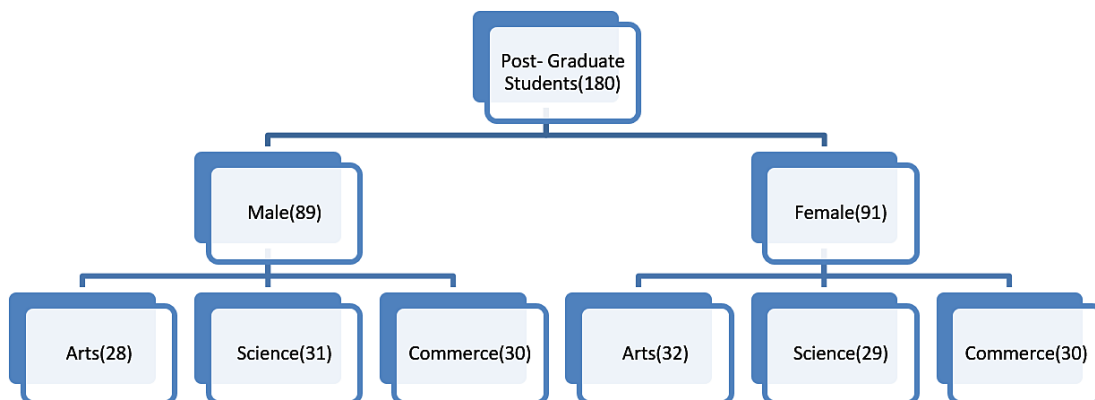 Post- Graduate
Students(180)
Male(89)
Female(91)
Arts(28)
Science(31)
Commerce(30)
Arts(32)
Science(29)
Commerce(30)